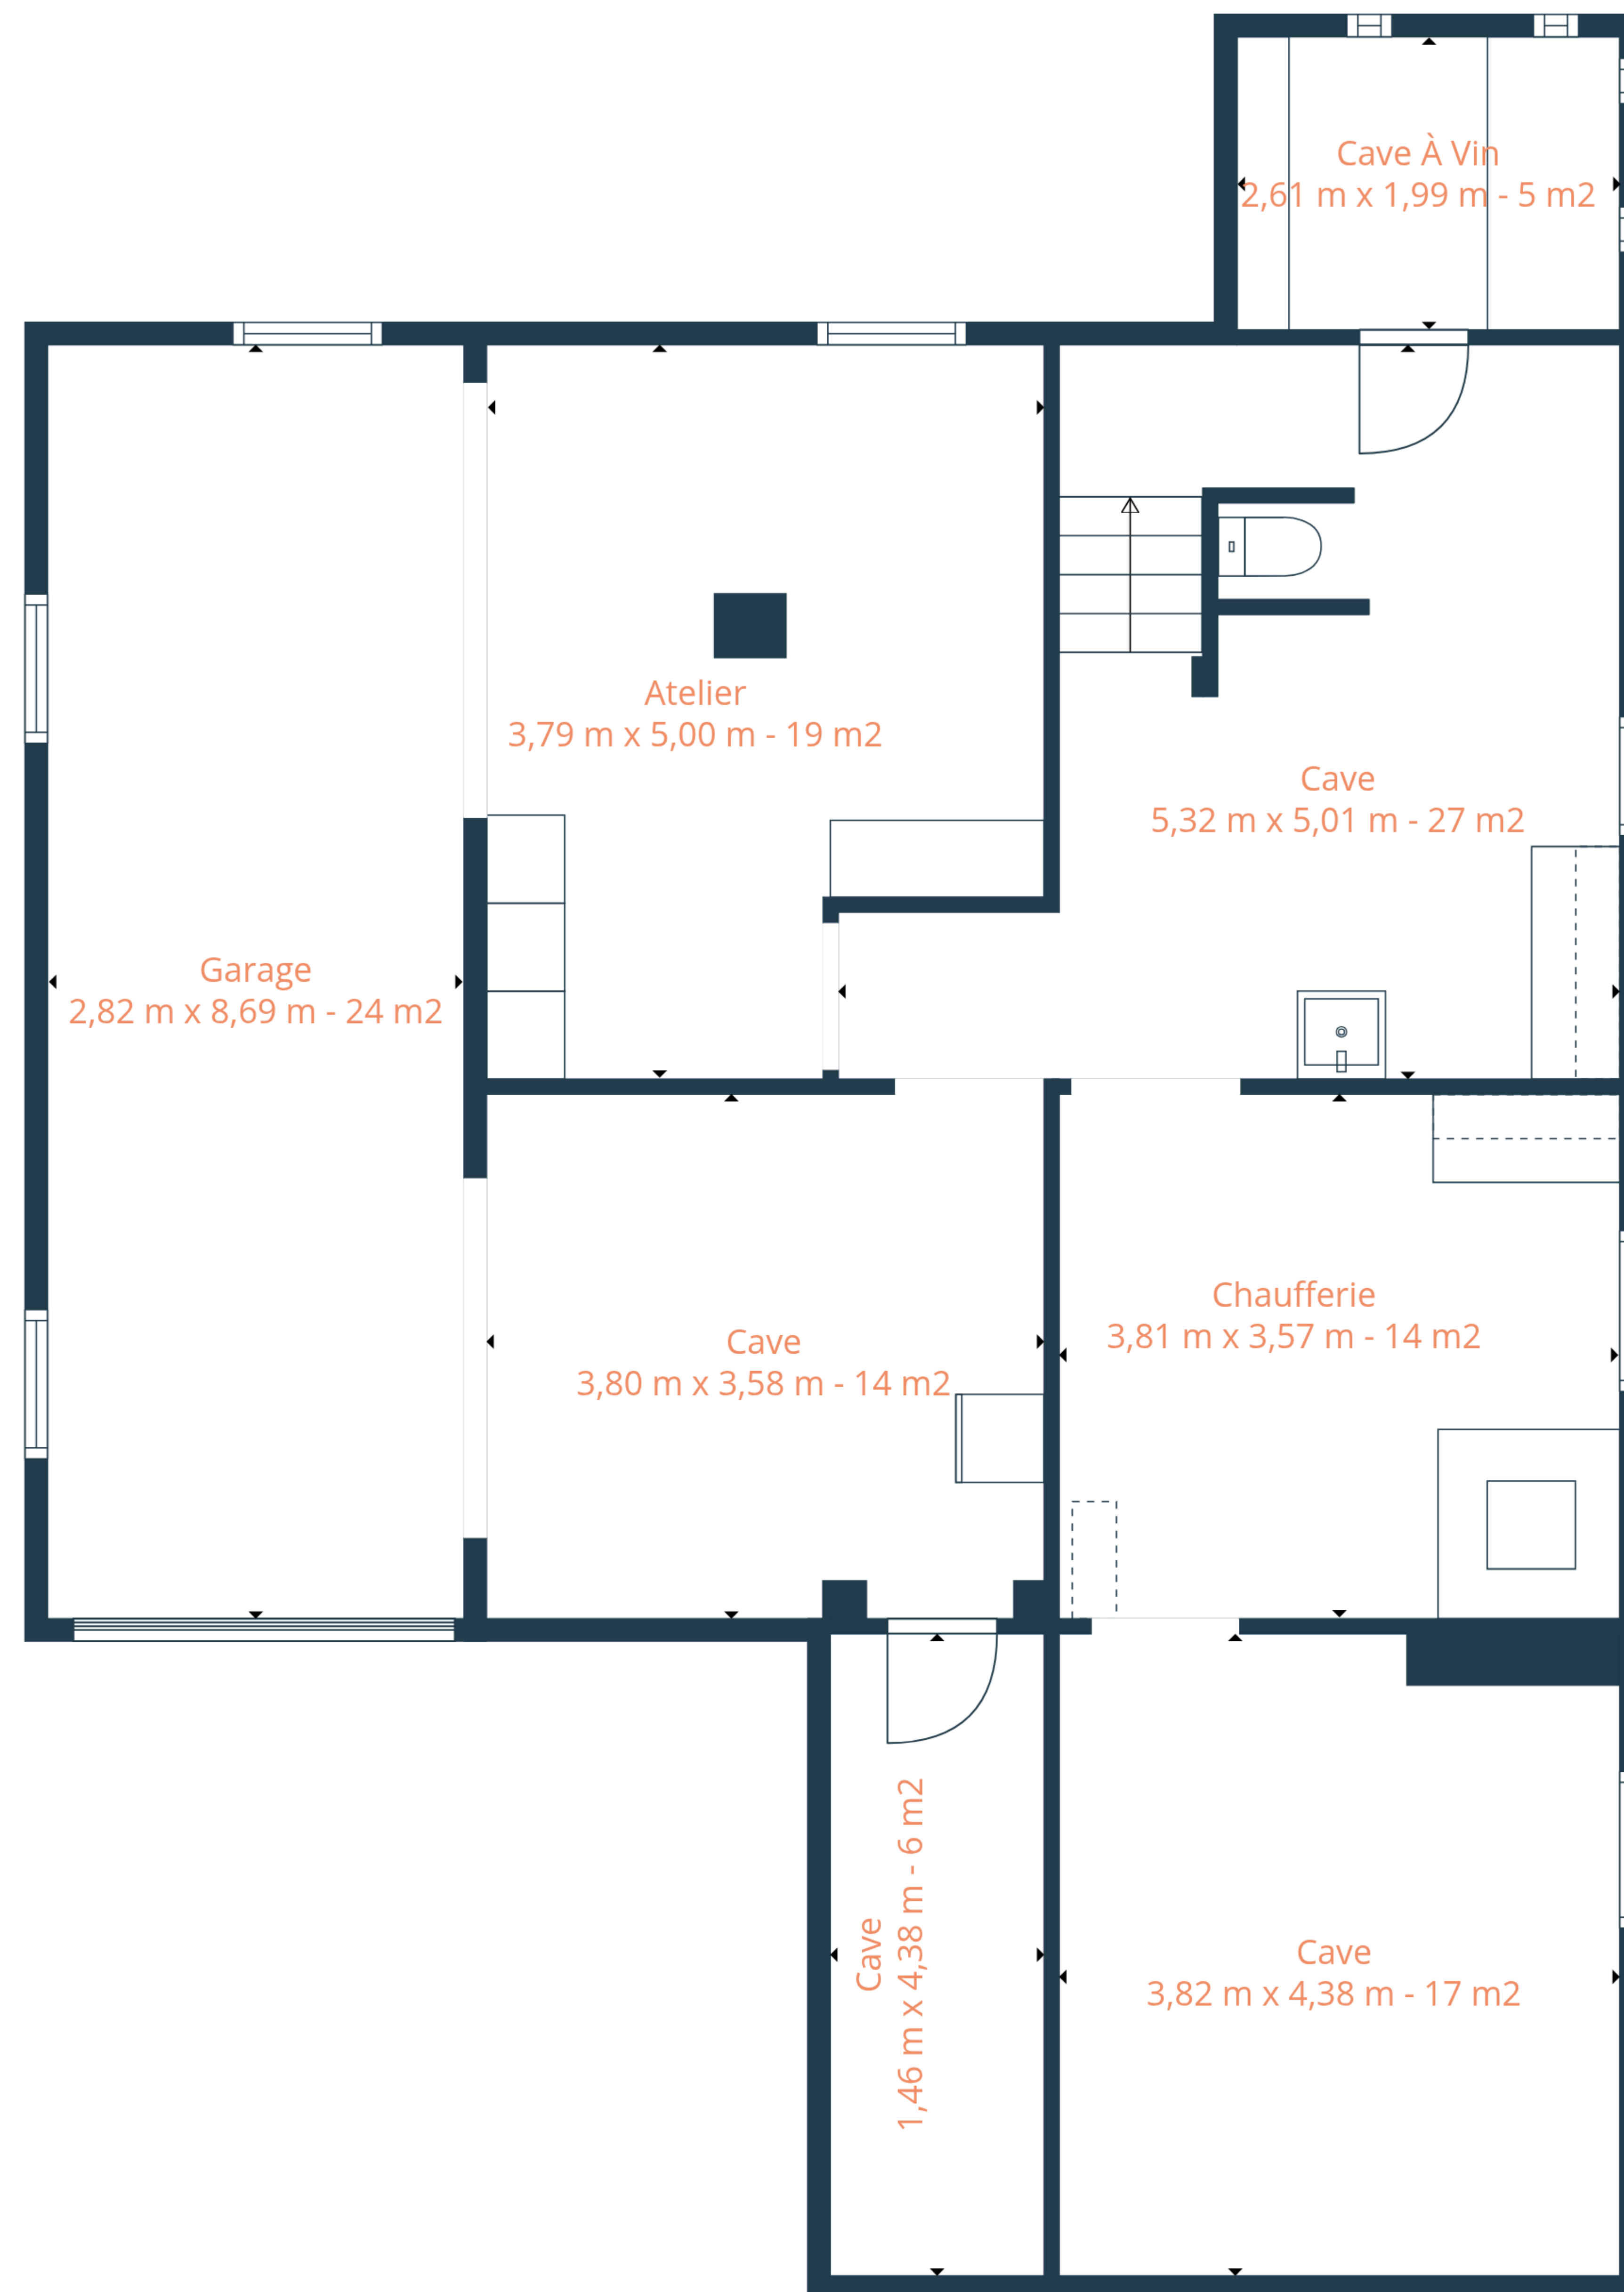 Cave À Vin
2,61 m x 1,99 m - 5 m2
Atelier
3,79 m x 5,00 m - 19 m2
Cave
5,32 m x 5,01 m - 27 m2
Garage
2,82 m x 8,69 m - 24 m2
Chaufferie
3,81 m x 3,57 m - 14 m2
Cave
3,80 m x 3,58 m - 14 m2
Cave
1,46 m x 4,38 m - 6 m2
Cave
3,82 m x 4,38 m - 17 m2